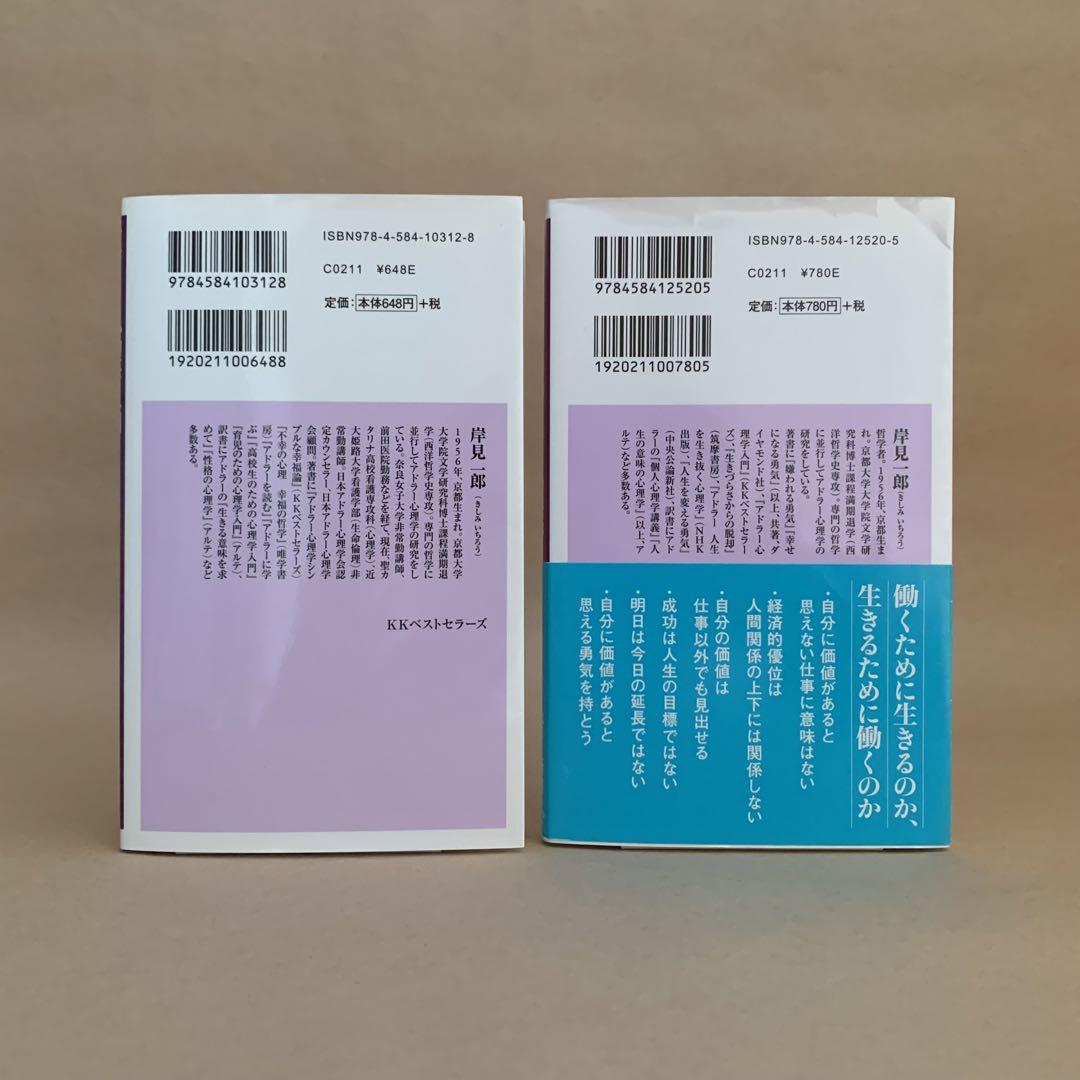 ISBN978-4-584-10312-8
C0211 ¥648E
定価:本体648円+税
9784584103128
1920211006488
岸見一郎(きしみ いちろう)
1956年、京都生まれ。京都大学
大学院文学研究科博士課程満期退
学(西洋哲学史専攻)。専門の哲学に
並行してアドラー心理学の研究をし
ている。奈良女子大学非常勤講師、
前田医院勤務などを経て、現在、聖カ
タリナ高校看護専攻科(心理学)、近
大姫路大学看護学部(生命倫理)非
常勤講師。日本アドラー心理学会認
定カウンセラー、日本アドラー心理学
会顧問。著書に『アドラー心理学シン
プルな幸福論』(KKベストセラーズ)
『不幸の心理 幸福の哲学』(唯学書
房)『アドラーを読む』『アドラーに学
ぶ』『高校生のための心理学入門』
『育児のための心理学入門』(アルテ)、
訳書にアドラーの『生きる意味を求
めて』『性格の心理学』(アルテ)など
多数ある。
KKベストセラーズ
ISBN978-4-584-12520-5
C0211 ¥780E
定価:本体780円+税
9784584125205
1920211007805
岸見一郎(きしみ いちろう)
哲学者。1956年、京都生ま
れ。京都大学大学院文学研
究科博士課程満期退学(西
洋哲学史専攻)。専門の哲学
に並行してアドラー心理学の
研究をしている。
著書に『嫌われる勇気』『幸せ
になる勇気』(以上、共著、ダ
イヤモンド社)、『アドラー心
理学入門』(KKベストセラー
ズ)、『生きづらさからの脱却』
(筑摩書房)、『アドラー 人生
を生き抜く心理学』(NHK
出版)、『人生を変える勇気』
(中央公論新社)、訳書にアド
ラーの『個人心理学講義』『人
生の意味の心理学』(以上、ア
ルテ)など多数ある。
働くために生きるのか、
生きるために働くのか
・自分に価値があると
思えない仕事に意味はない
・経済的優位は
人間関係の上下には関係しない
・自分の価値は
仕事以外でも見出せる
・成功は人生の目標ではない
・明日は今日の延長ではない
・自分に価値があると
思える勇気を持とう